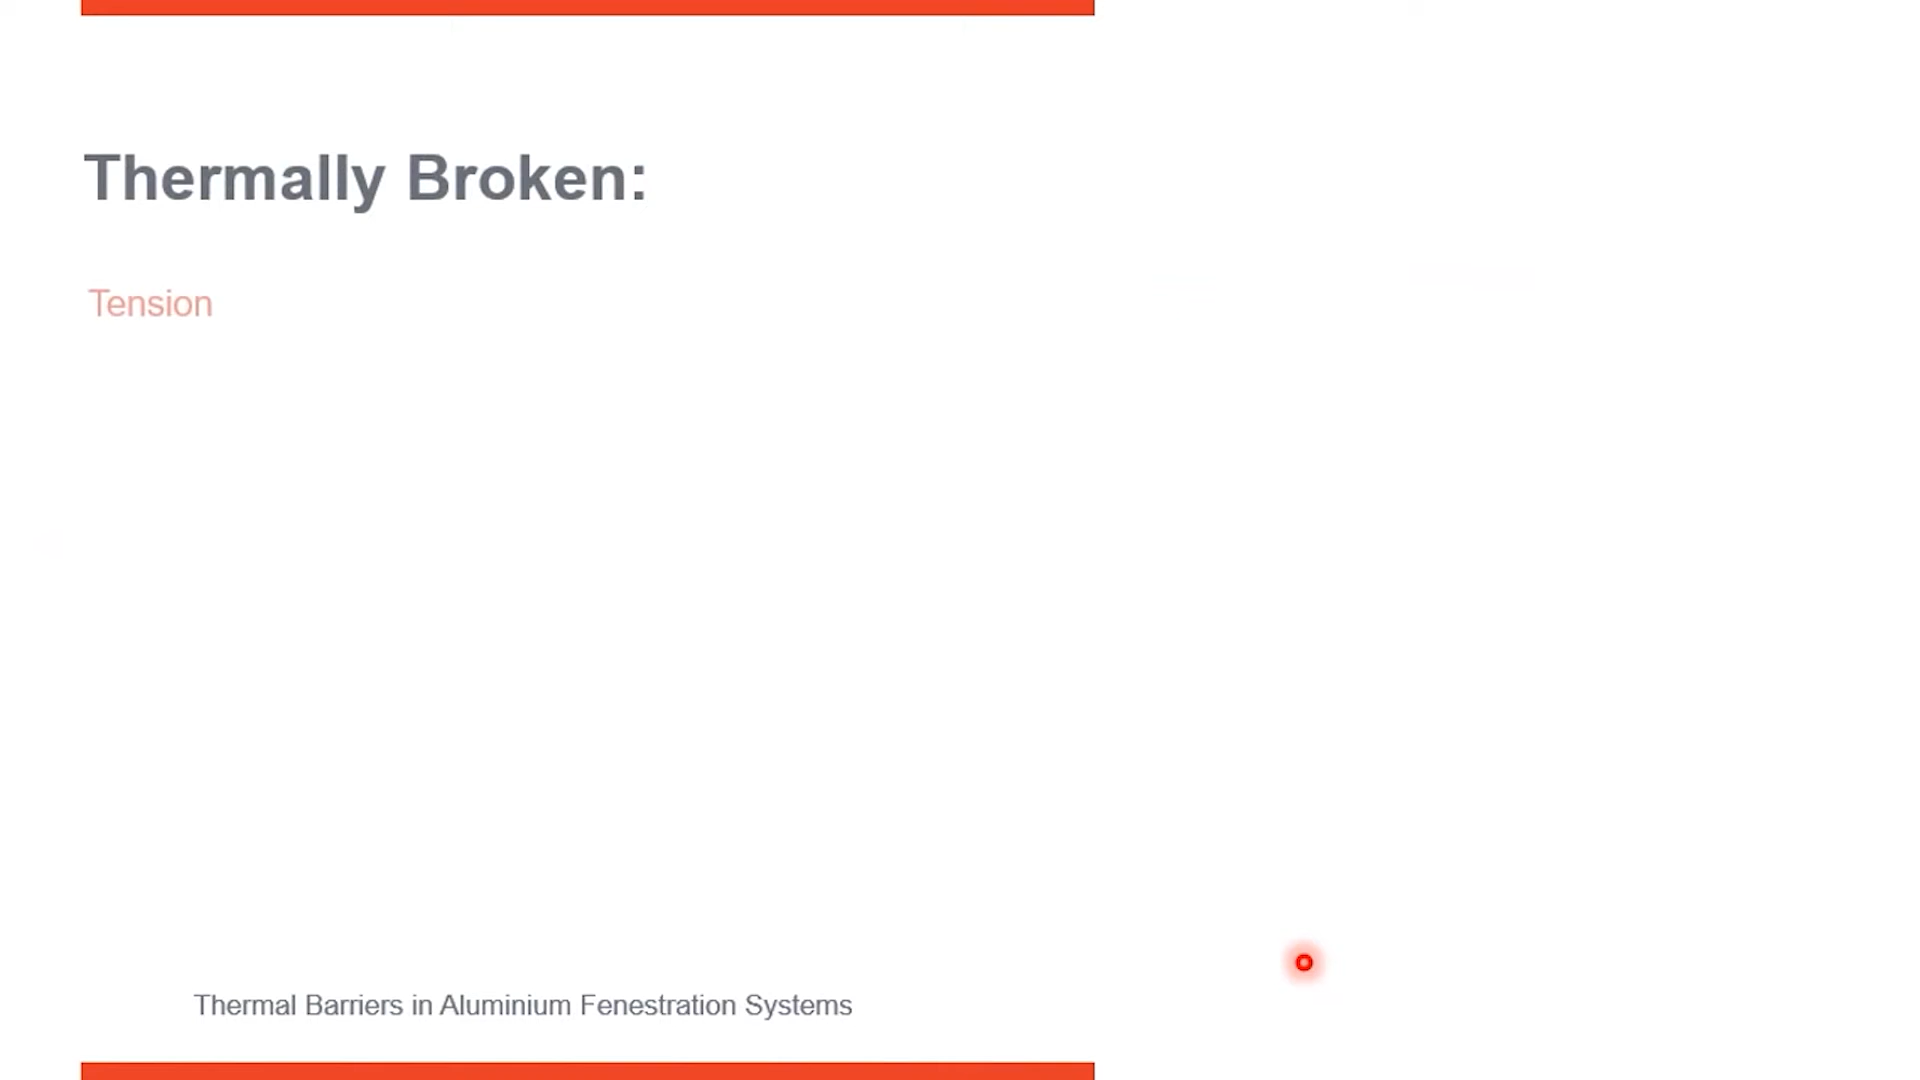 Thermally Broken:
Tension
Thermal Barriers in Aluminium Fenestration Systems